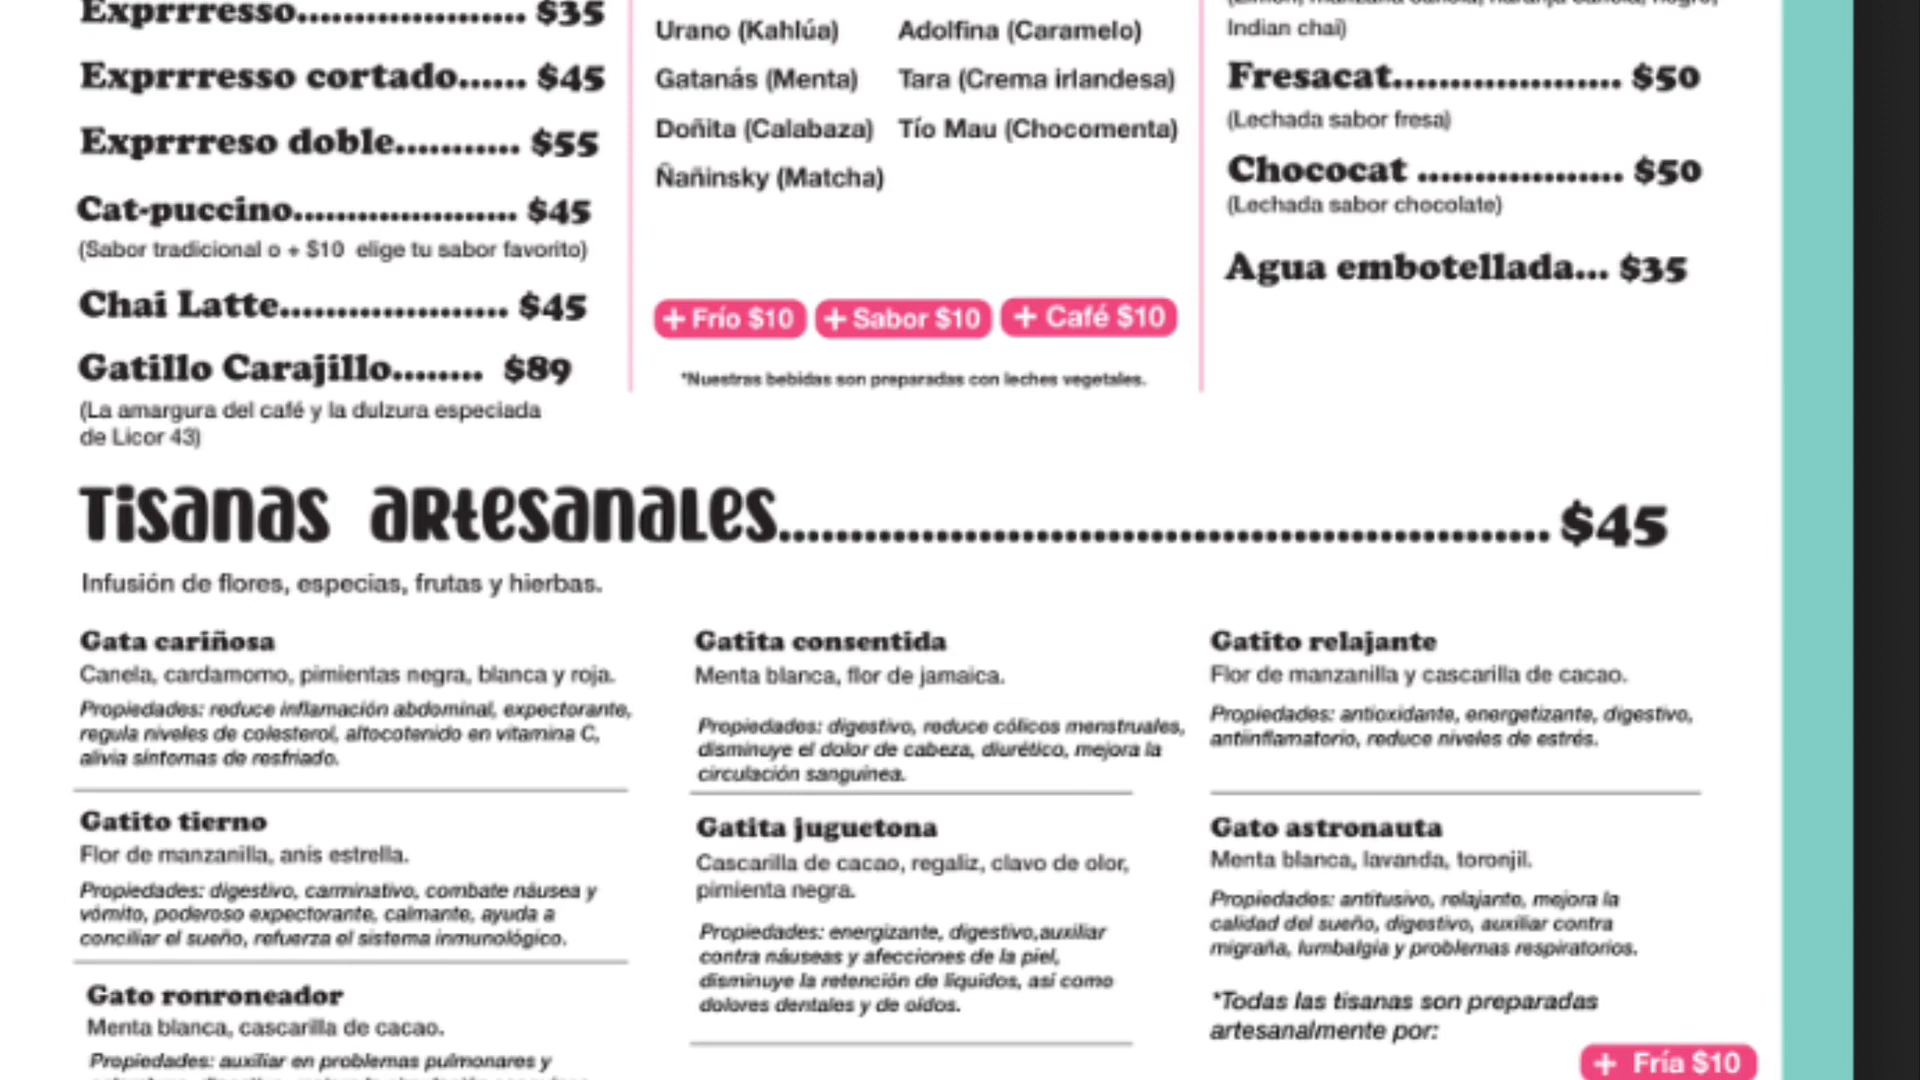 Exprrresso...................... $35
Exprrresso cortado...... $45
Exprrreso doble........... $55
Cat-puccino..................... $45
(Sabor tradicional o + $10 elige tu sabor favorito)
Chai Latte...................... $45
Gatillo Carajillo........ $89
(La amargura del café y la dulzura especiada
de Licor 43)
Urano (Kahlúa) Adolfina (Caramelo)
Gatanás (Menta) Tara (Crema irlandesa)
Doñita (Calabaza) Tío Mau (Chocomenta)
Ñañinsky (Matcha)
+ Frío $10 + Sabor $10 + Café $10
*Nuestras bebidas son preparadas con leches vegetales.
Indian chai)
Fresacat...................... $50
(Lechada sabor fresa)
Chococat .................... $50
(Lechada sabor chocolate)
Agua embotellada... $35
Tisanas artesanales...................................................... $45
Infusión de flores, especias, frutas y hierbas.
Gata cariñosa
Canela, cardamomo, pimientas negra, blanca y roja.
Propiedades: reduce inflamación abdominal, expectorante,
regula niveles de colesterol, altocotenido en vitamina C,
alivia síntomas de resfriado.
Gatito tierno
Flor de manzanilla, anís estrella.
Propiedades: digestivo, carminativo, combate náusea y
vómito, poderoso expectorante, calmante, ayuda a
conciliar el sueño, refuerza el sistema inmunológico.
Gato ronroneador
Menta blanca, cascarilla de cacao.
Propiedades: auxiliar en problemas pulmonares y
Gatita consentida
Menta blanca, flor de jamaica.
Propiedades: digestivo, reduce cólicos menstruales,
disminuye el dolor de cabeza, diurético, mejora la
circulación sanguínea.
Gatita juguetona
Cascarilla de cacao, regaliz, clavo de olor,
pimienta negra.
Propiedades: energizante, digestivo,auxiliar
contra náuseas y afecciones de la piel,
disminuye la retención de líquidos, así como
dolores dentales y de oídos.
Gatito relajante
Flor de manzanilla y cascarilla de cacao.
Propiedades: antioxidante, energetizante, digestivo,
antiinflamatorio, reduce niveles de estrés.
Gato astronauta
Menta blanca, lavanda, toronjil.
Propiedades: antitusivo, relajante, mejora la
calidad del sueño, digestivo, auxiliar contra
migraña, lumbalgia y problemas respiratorios.
*Todas las tisanas son preparadas
artesanalmente por:
+ Fría $10